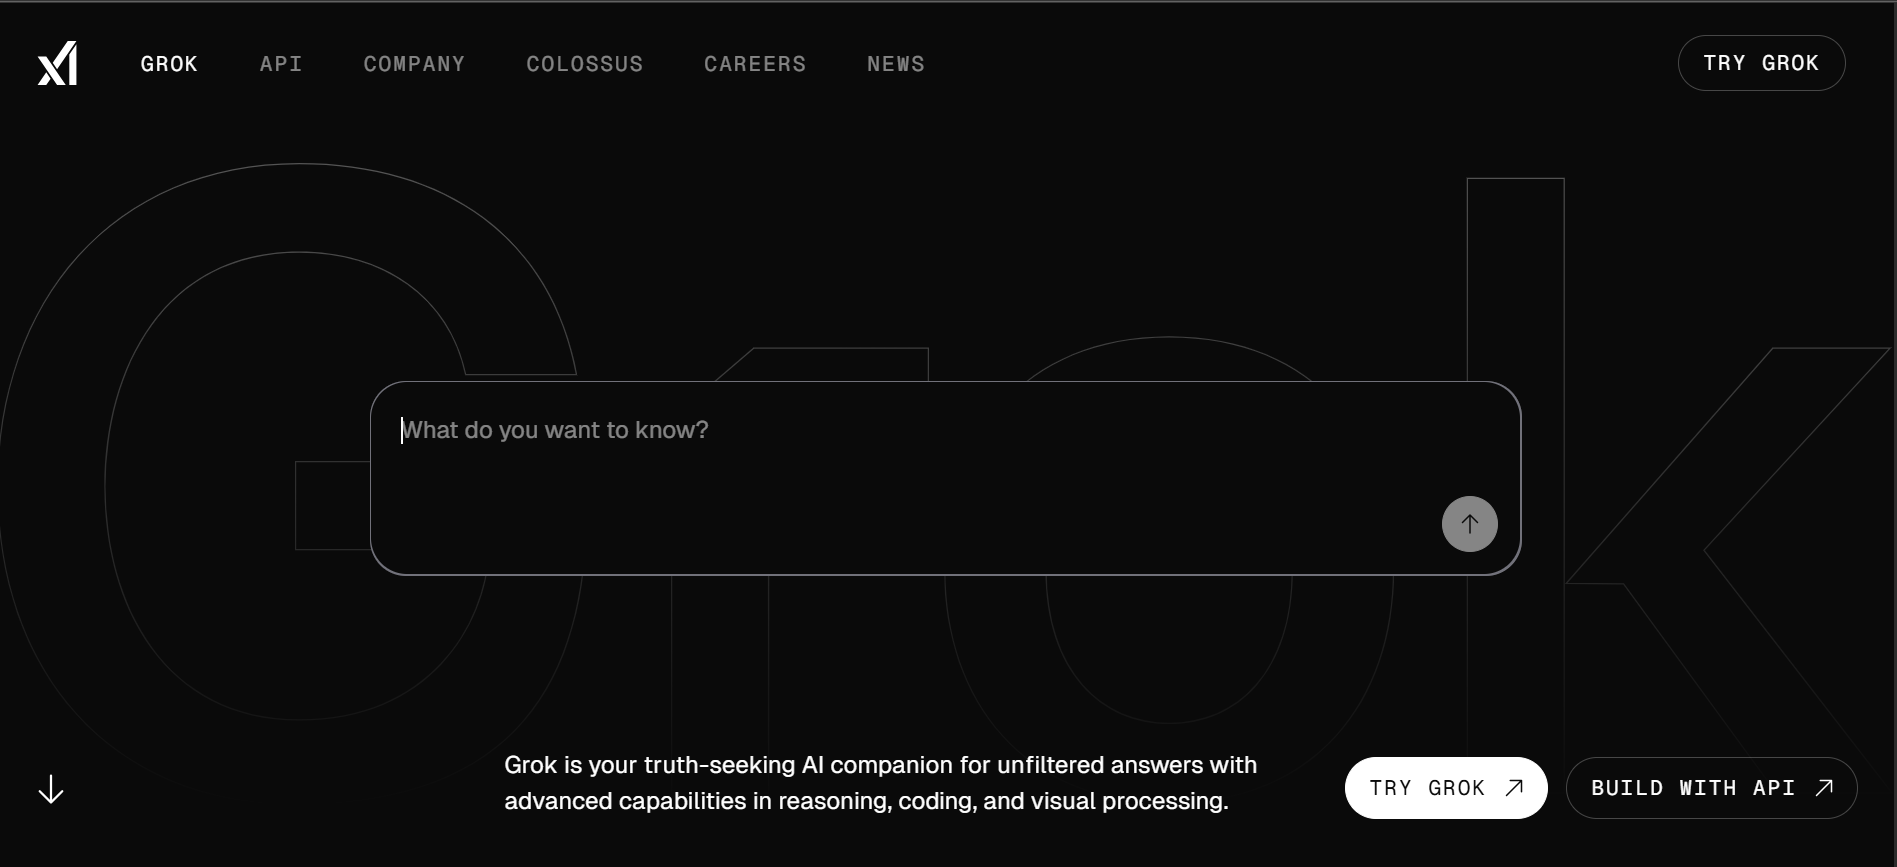 xI
GROK API COMPANY COLOSSUS CAREERS NEWS
TRY GROK
Grok
What do you want to know?
Grok is your truth-seeking AI companion for unfiltered answers with
advanced capabilities in reasoning, coding, and visual processing.
TRY GROK
BUILD WITH API